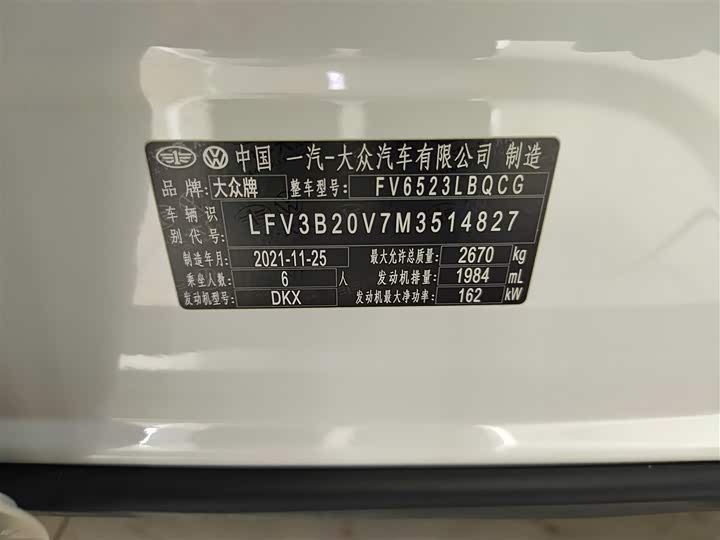 中国 一汽-大众汽车有限公司 制造
品牌: 大众牌 整车型号: FV6523LBQCG
车辆识别代号: LFV3B20V7M3514827
制造年月: 2021-11-25 最大允许总质量: 2670 kg
乘坐人数: 6 人 发动机排量: 1984 mL
发动机型号: DKX 发动机最大净功率: 162 kW